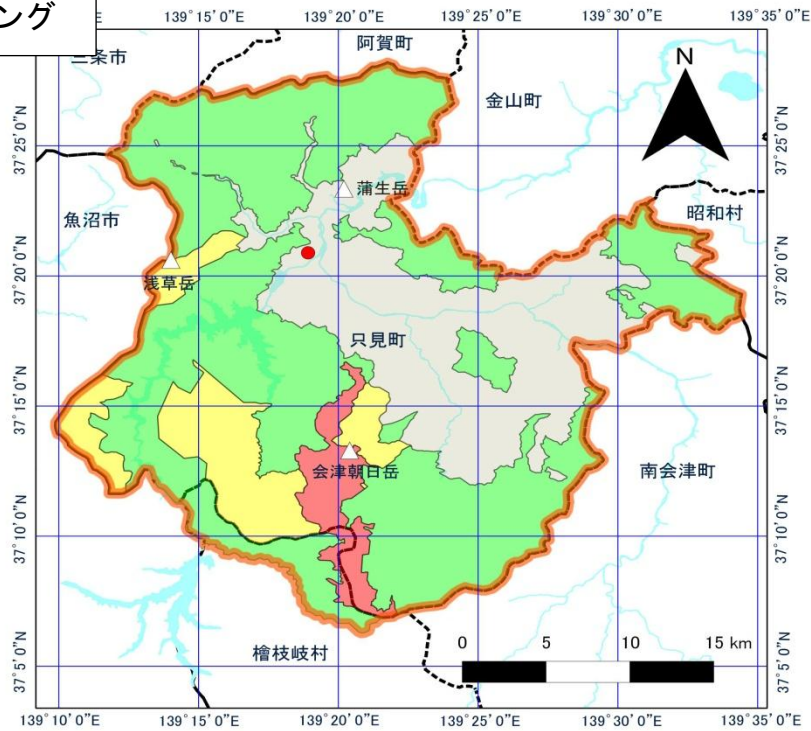 ング
0"E
139°15′0"E
139°20′0"E
139°25′0"E
139°30′0"E
139°35′0"E
三条市
阿賀町
金山町
N
昭和村
蒲生岳
魚沼市
浅草岳
只見町
会津朝日岳
南会津町
檜枝岐村
0 5 10 15 km
37°25′0"N
37°20′0"N
37°15′0"N
37°10′0"N
37°5′0"N
37°25′0"N
37°20′0"N
37°15′0"N
37°10′0"N
37°5′0"N
139°10′0"E
139°15′0"E
139°20′0"E
139°25′0"E
139°30′0"E
139°35′0"E